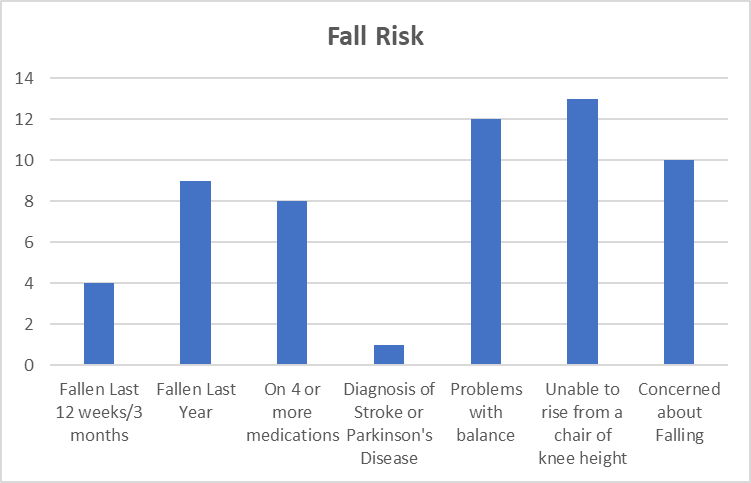 Fall Risk
14
12
10
8
6
4
2
0
Fallen Last
12 weeks/3
months
Fallen Last
Year
On 4 or
more
medications
Diagnosis of
Stroke or
Parkinson's
Disease
Problems
with
balance
Unable to
rise from a
chair of
knee height
Concerned
about
Falling